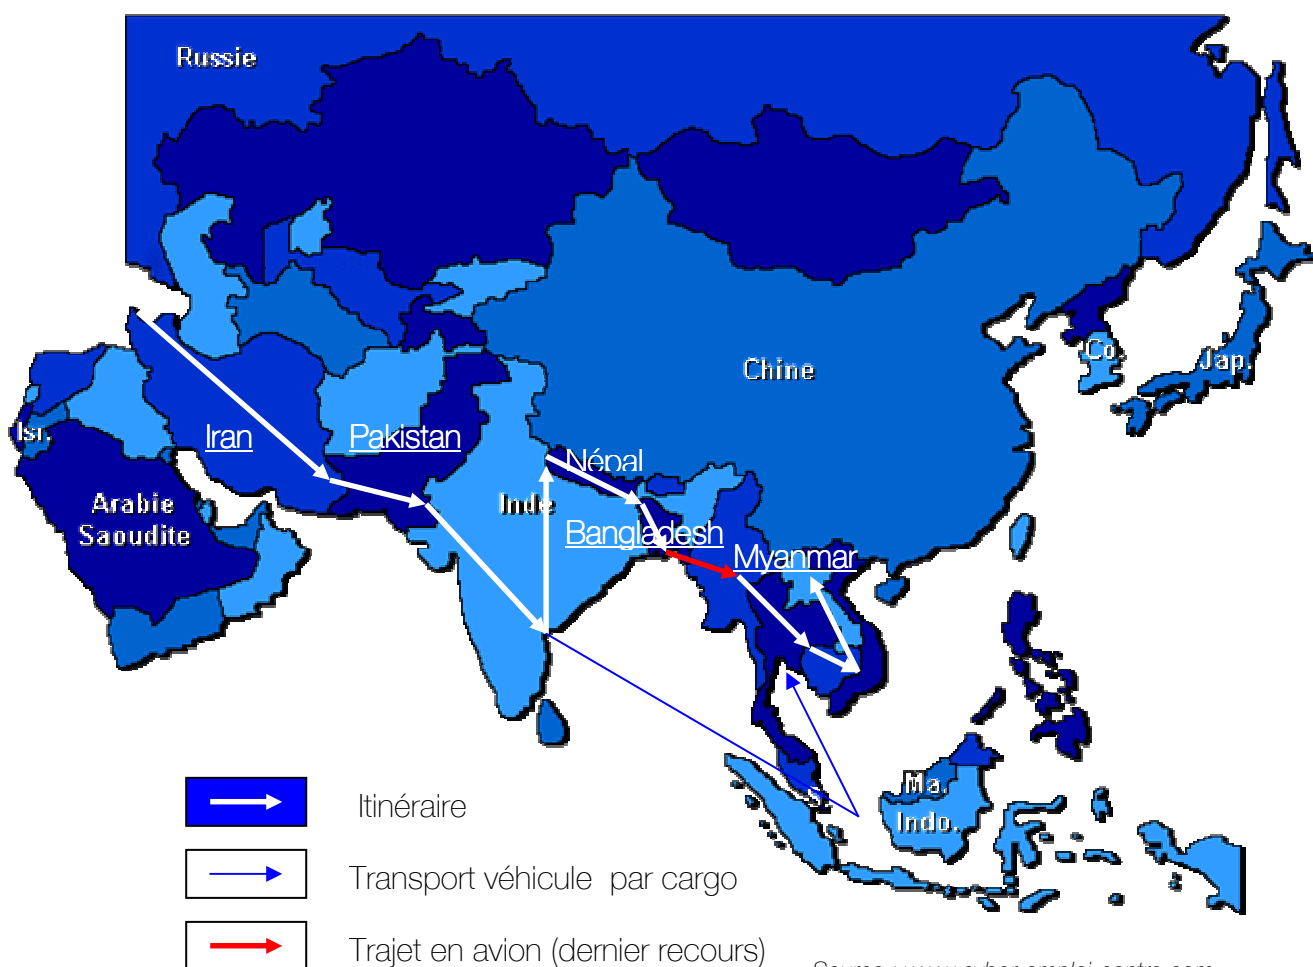 Russie
Chine
Co.
Jap.
Isr.
Iran
Pakistan
Népal
Arabie
Saoudite
Inde
Bangladesh
Myanmar
Ma.
Indo.
Itinéraire
Transport véhicule par cargo
Trajet en avion (dernier recours)